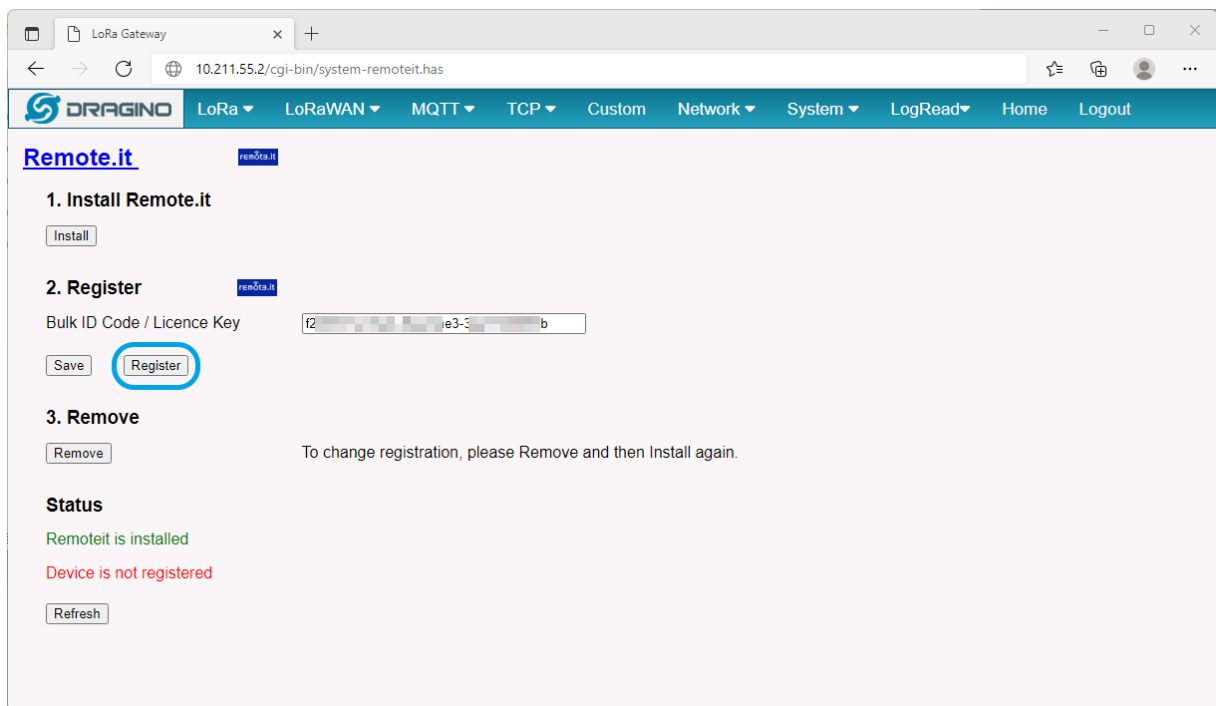 LoRa Gateway
10.211.55.2/cgi-bin/system-remoteit.has
DRAGINO LoRa LoRaWAN MQTT TCP Custom Network System LogRead Home Logout
Remote.it remote.it
1. Install Remote.it
Install
2. Register remote.it
Bulk ID Code / Licence Key f2 e3-3 b
Save Register
3. Remove
Remove To change registration, please Remove and then Install again.
Status
Remoteit is installed
Device is not registered
Refresh